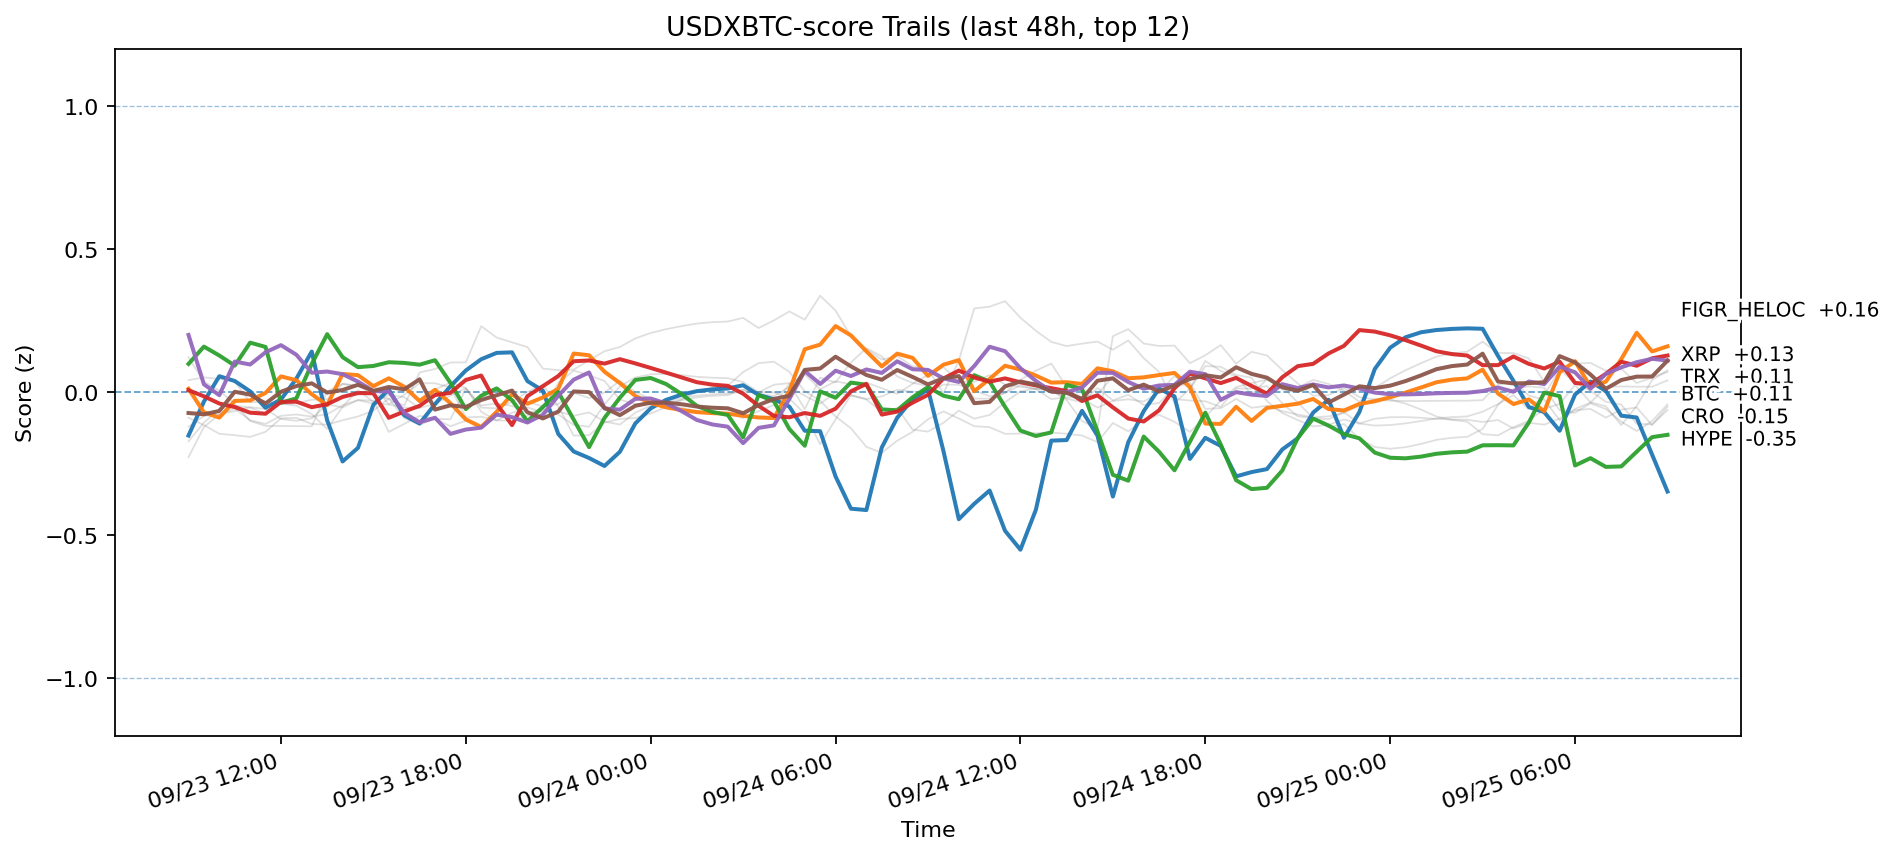 USDXBTC-score Trails (last 48h, top 12)
Score (z)
1.0
0.5
0.0
−0.5
−1.0
FIGR_HELOC +0.16
XRP +0.13
TRX +0.11
BTC +0.11
CRO -0.15
HYPE -0.35
09/23 12:00
09/23 18:00
09/24 00:00
09/24 06:00
09/24 12:00
09/24 18:00
09/25 00:00
09/25 06:00
Time